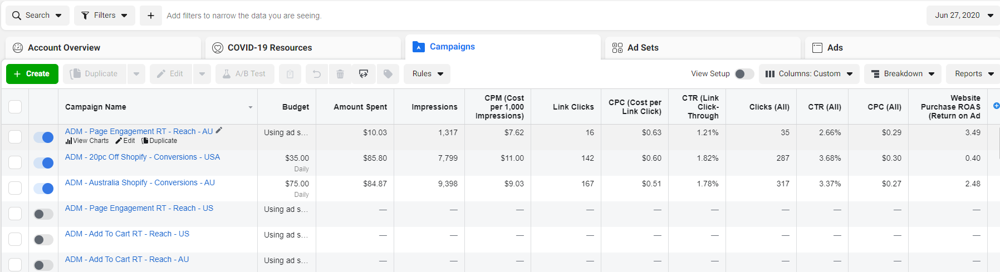 Search Filters + Add filters to narrow the data you are seeing. Jun 27, 2020
Account Overview COVID-19 Resources Campaigns Ad Sets Ads
+ Create Duplicate Edit A/B Test Rules View Setup Columns: Custom Breakdown Reports
Campaign Name Budget Amount Spent Impressions CPM (Cost per 1,000 Impressions) Link Clicks CPC (Cost per Link Click) CTR (Link Click-Through Clicks (All) CTR (All) CPC (All) Website Purchase ROAS (Return on Ad
ADM - Page Engagement RT - Reach - AU Using ad s... $10.03 1,317 $7.62 16 $0.63 1.21% 35 2.66% $0.29 3.49
View Charts Edit Duplicate
ADM - 20pc Off Shopify - Conversions - USA $35.00 $85.80 7,799 $11.00 142 $0.60 1.82% 287 3.68% $0.30 0.40
Daily
ADM - Australia Shopify - Conversions - AU $75.00 $84.87 9,398 $9.03 167 $0.51 1.78% 317 3.37% $0.27 2.48
Daily
ADM - Page Engagement RT - Reach - US Using ad s... — — — — — — — — — —
ADM - Add To Cart RT - Reach - US Using ad s... — — — — — — — — — —
ADM - Add To Cart RT - Reach - AU Using ad s... — — — — — — — — — —